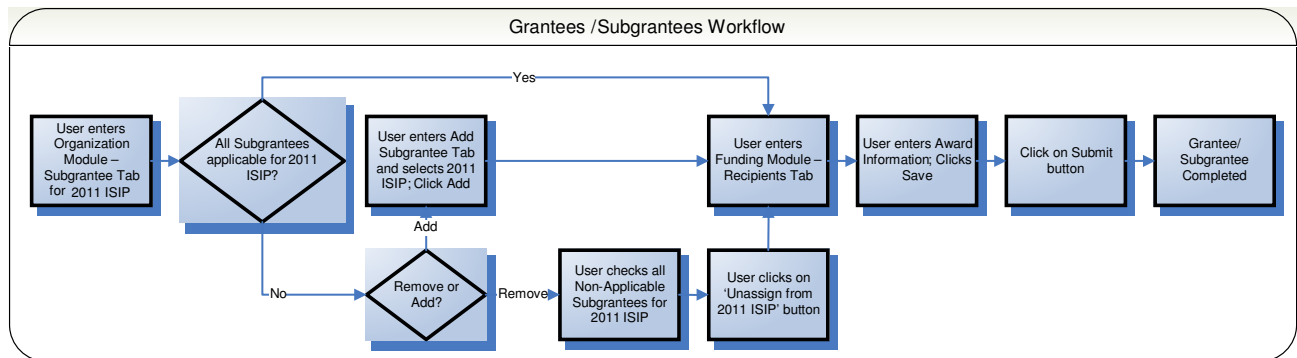 Grantees /Subgrantees Workflow
Yes
User enters
Organization
Module –
Subgrantee Tab
for 2011 ISIP
All Subgrantees
applicable for 2011
ISIP?
User enters Add
Subgrantee Tab
and selects 2011
ISIP; Click Add
User enters
Funding Module –
Recipients Tab
User enters Award
Information; Clicks
Save
Click on Submit
button
Grantee/
Subgrantee
Completed
Add
No
Remove or
Add?
Remove
User checks all
Non-Applicable
Subgrantees for
2011 ISIP
User clicks on
‘Unassign from
2011 ISIP’ button